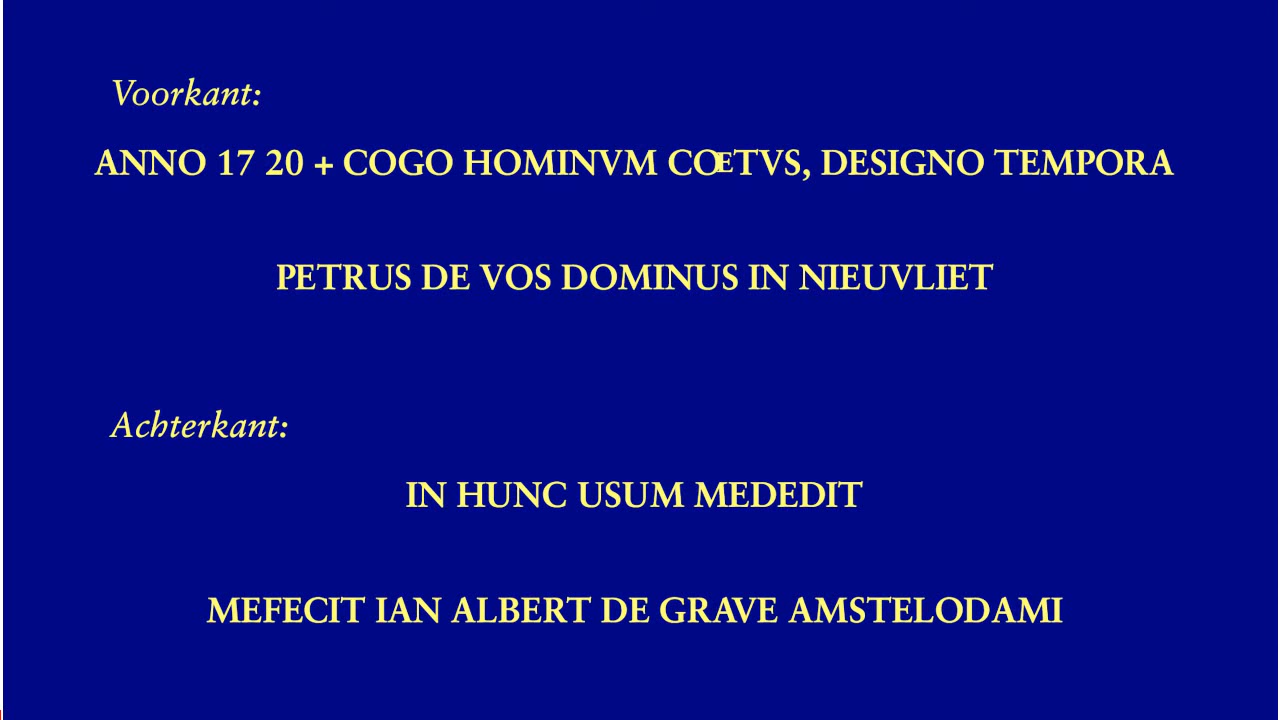 Voorkant:
ANNO 17 20 + COGO HOMINVM CŒTVS, DESIGNO TEMPORA
PETRUS DE VOS DOMINUS IN NIEUVLIET
Achterkant:
IN HUNC USUM MEDEDIT
MEFECIT IAN ALBERT DE GRAVE AMSTELODAMI